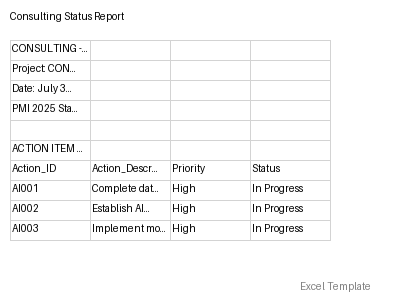 Consulting Status Report
CONSULTING -...
Project: CON...
Date: July 3...
PMI 2025 Sta...
ACTION ITEM ...
Action_ID Action_Descr... Priority Status
AI001 Complete dat... High In Progress
AI002 Establish AI... High In Progress
AI003 Implement mo... High In Progress
Excel Template